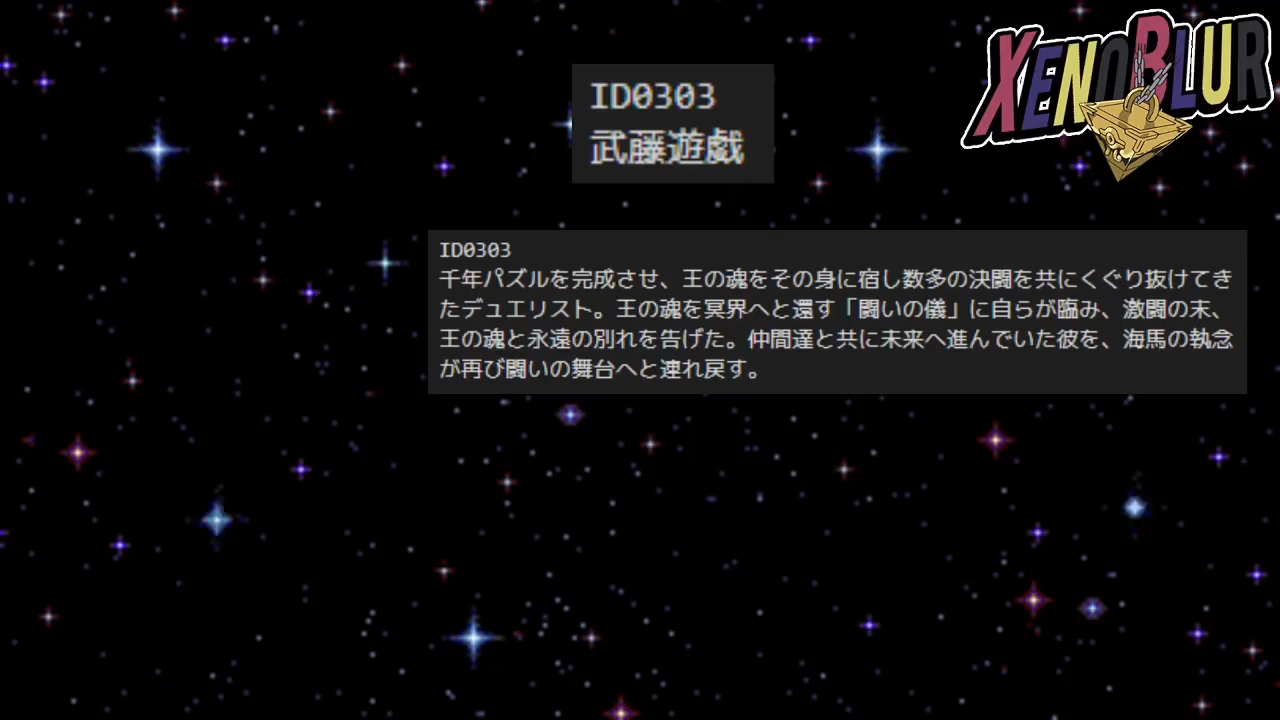 XENOBLUR
ID0303
武藤遊戯
ID0303
千年パズルを完成させ、王の魂をその身に宿し数多の決闘を共にくぐり抜けてき
たデュエリスト。王の魂を冥界へと還す「闘いの儀」に自らが臨み、激闘の末、
王の魂と永遠の別れを告げた。仲間達と共に未来へ進んでいた彼を、海馬の執念
が再び闘いの舞台へと連れ戻す。